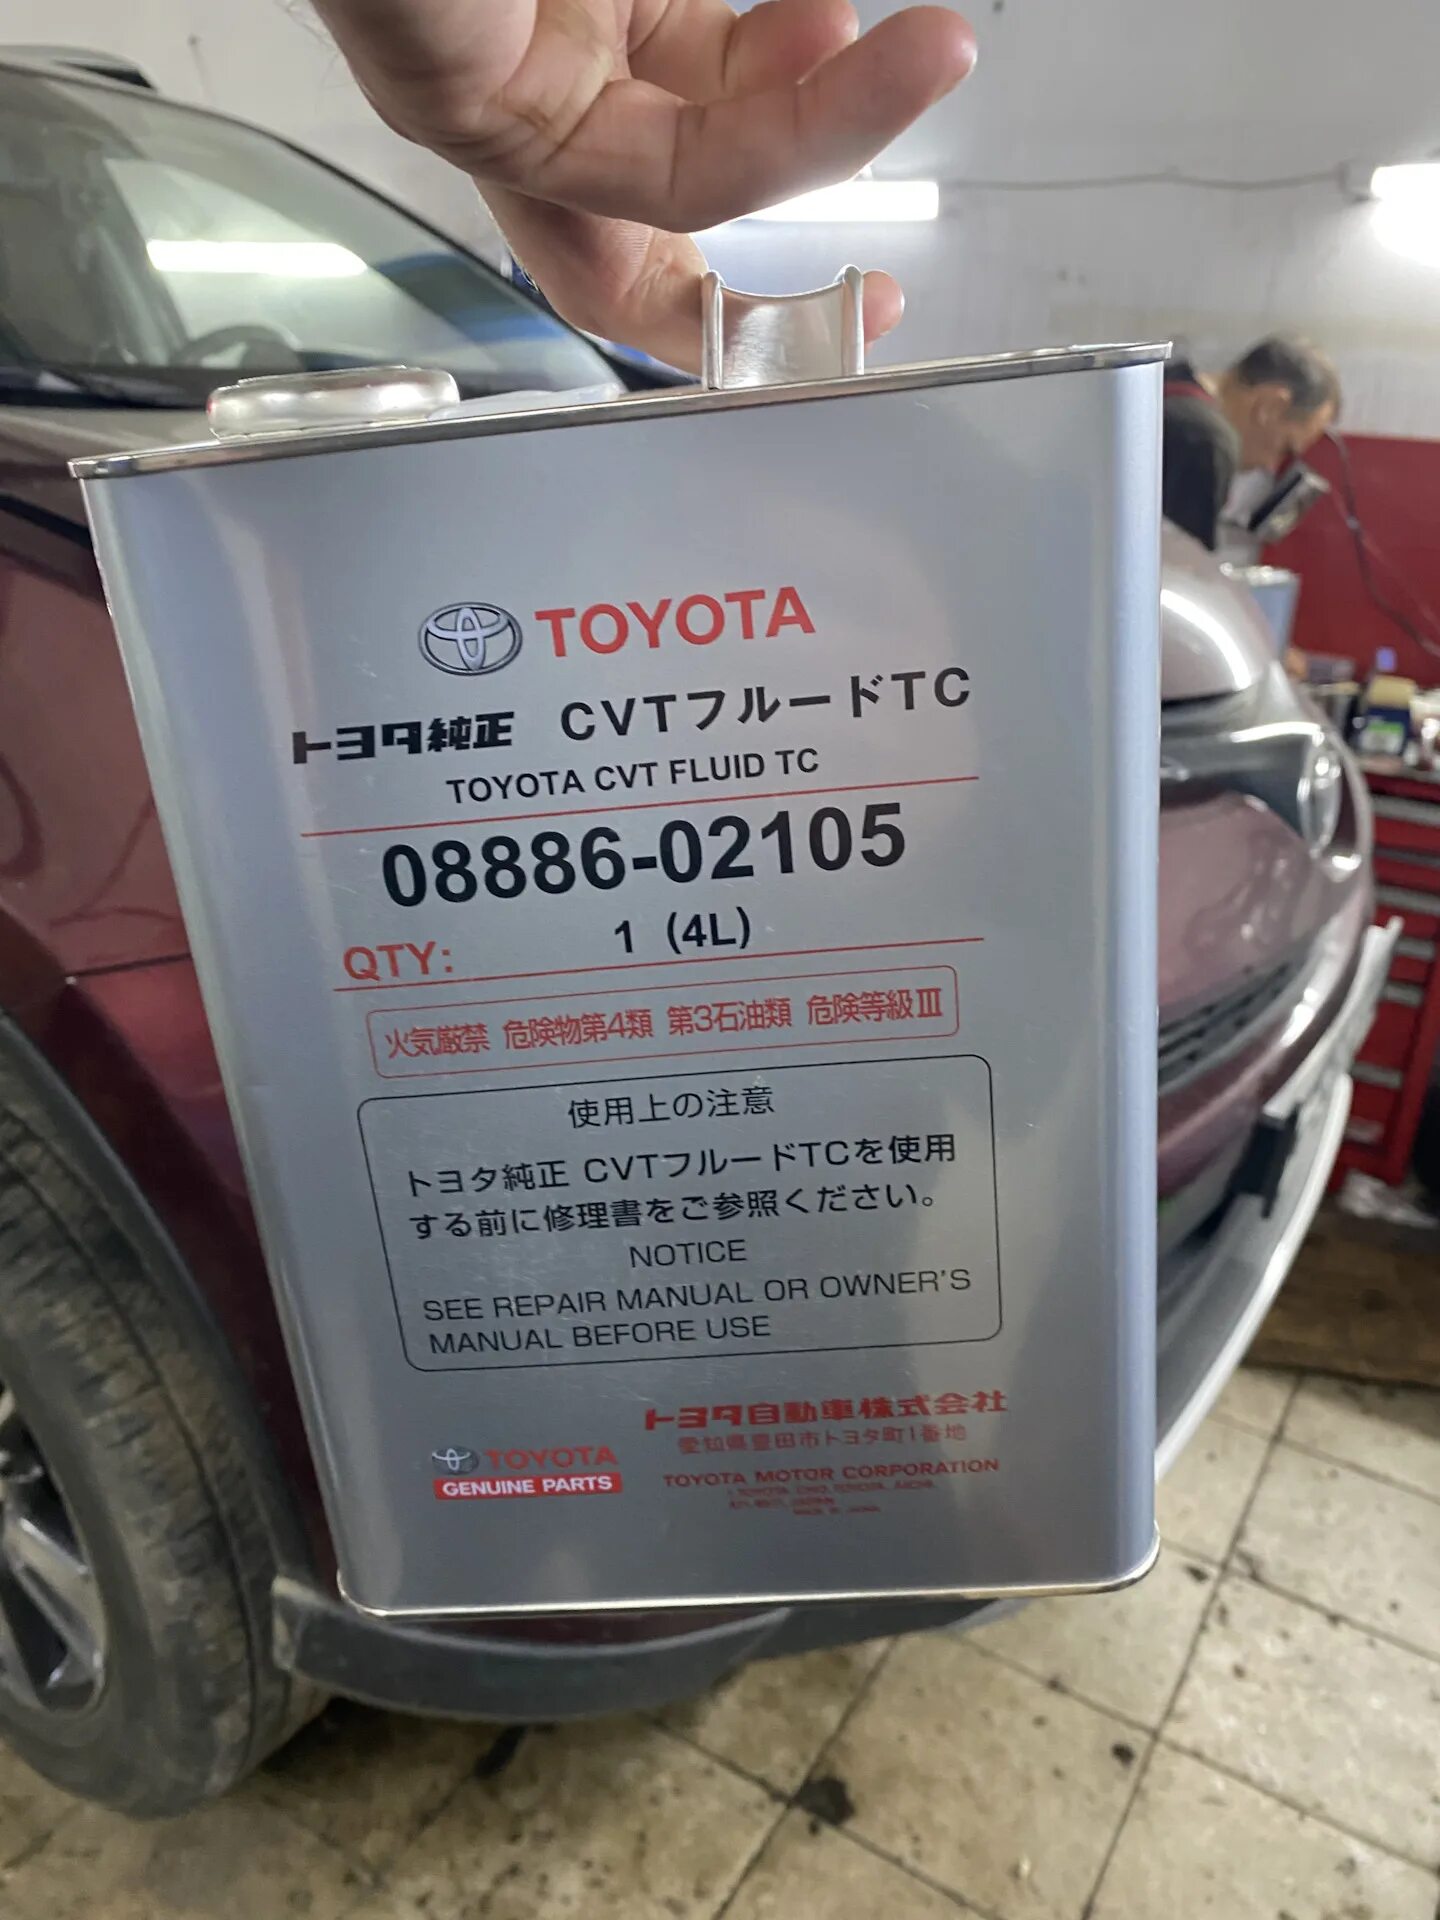 TOYOTA
トヨタ純正 CVTフルードTC
TOYOTA CVT FLUID TC
08886-02105
QTY: 1 (4L)
火気厳禁 危険物第4類 第3石油類 危険等級Ⅲ
使用上の注意
トヨタ純正 CVTフルードTCを使用
する前に修理書をご参照ください。
NOTICE
SEE REPAIR MANUAL OR OWNER'S
MANUAL BEFORE USE
トヨタ自動車株式会社
愛知県豊田市トヨタ町1番地
TOYOTA
GENUINE PARTS
TOYOTA MOTOR CORPORATION